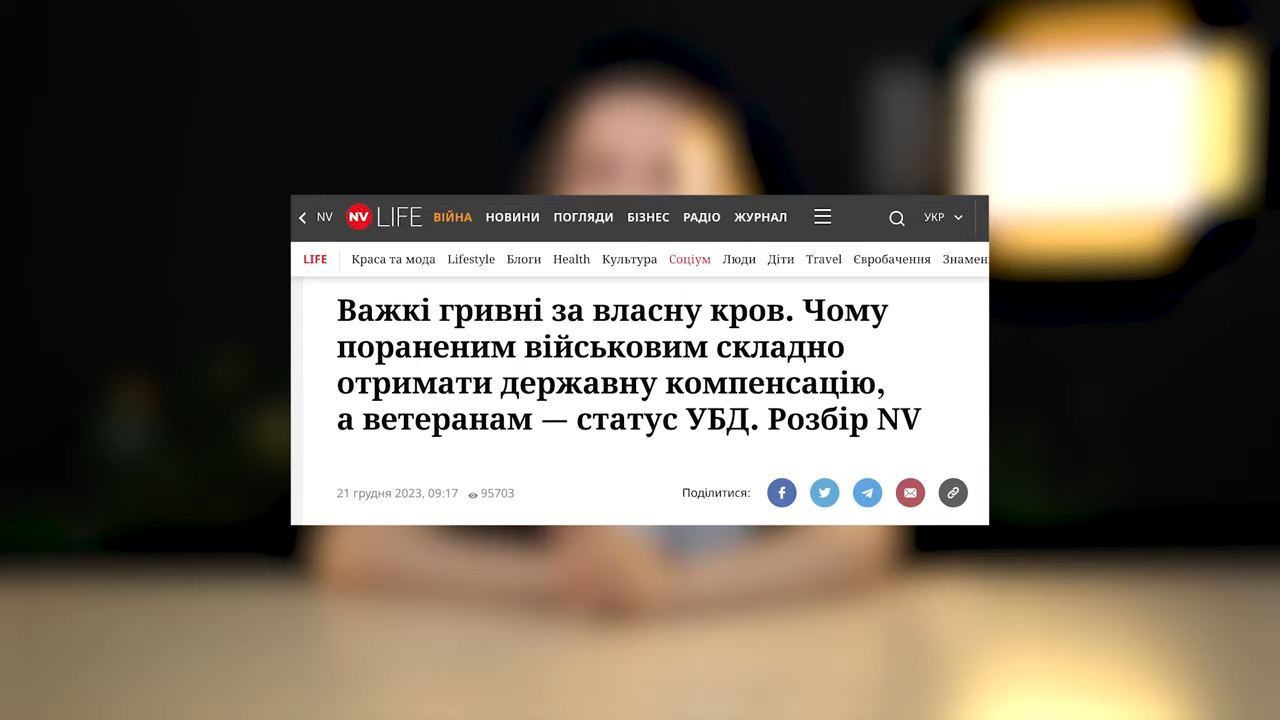 NV NV LIFE ВІЙНА НОВИНИ ПОГЛЯДИ БІЗНЕС РАДІО ЖУРНАЛ УКР
LIFE Краса та мода Lifestyle Блоги Health Культура Соціум Люди Діти Travel Євробачення Знамен
Важкі гривні за власну кров. Чому
пораненим військовим складно
отримати державну компенсацію,
а ветеранам — статус УБД. Розбір NV
21 грудня 2023, 09:17 95703 Поділитися: